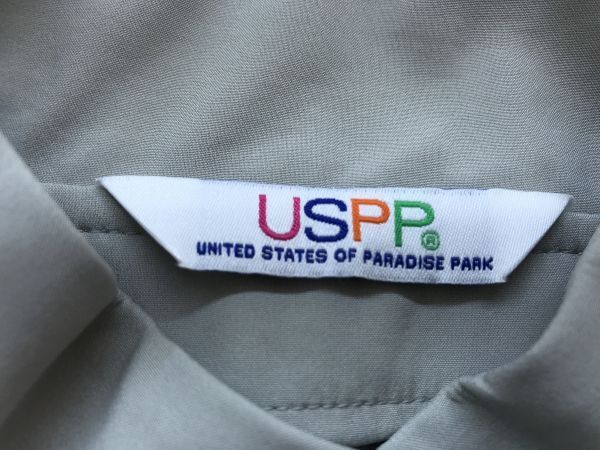 USPP®
UNITED STATES OF PARADISE PARK